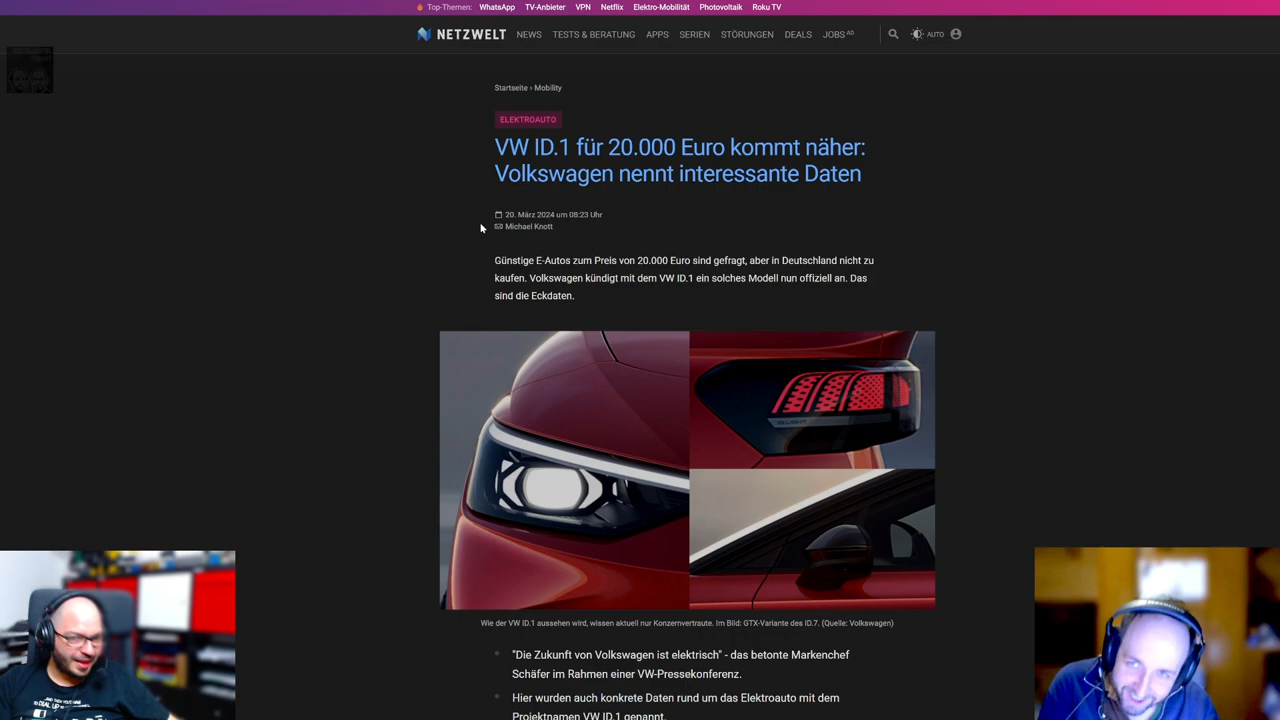 Top-Themen: WhatsApp TV-Anbieter VPN Netflix Elektro-Mobilität Photovoltaik Roku TV
NETZWELT NEWS TESTS & BERATUNG APPS SERIEN STÖRUNGEN DEALS JOBS AD AUTO
Startseite › Mobility
ELEKTROAUTO
VW ID.1 für 20.000 Euro kommt näher:
Volkswagen nennt interessante Daten
20. März 2024 um 08:23 Uhr
Michael Knott
Günstige E-Autos zum Preis von 20.000 Euro sind gefragt, aber in Deutschland nicht zu
kaufen. Volkswagen kündigt mit dem VW ID.1 ein solches Modell nun offiziell an. Das
sind die Eckdaten.
Wie der VW ID.1 aussehen wird, wissen aktuell nur Konzernvertraute. Im Bild: GTX-Variante des ID.7. (Quelle: Volkswagen)
"Die Zukunft von Volkswagen ist elektrisch" - das betonte Markenchef
Schäfer im Rahmen einer VW-Pressekonferenz.
Hier wurden auch konkrete Daten rund um das Elektroauto mit dem
Projektnamen VW ID.1 genannt.